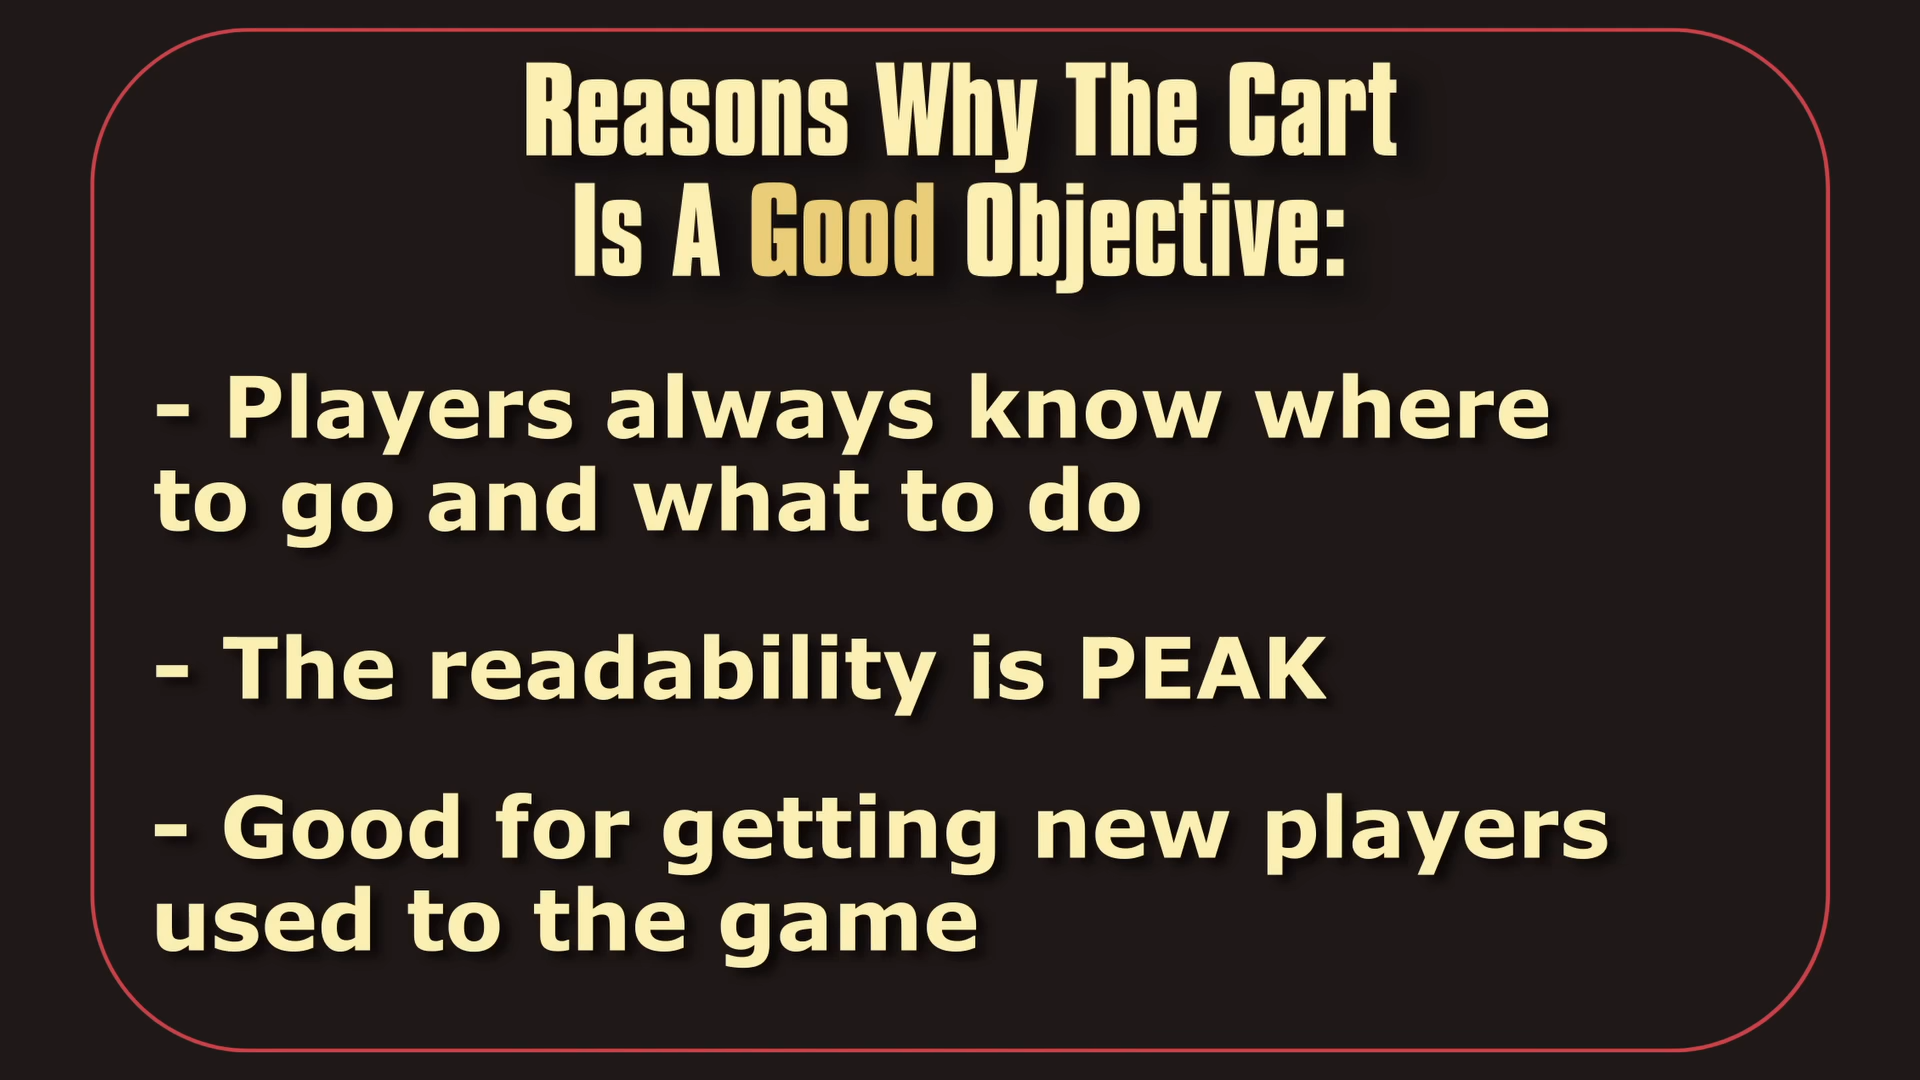 Reasons Why The Cart
Is A Good Objective:
- Players always know where
to go and what to do
- The readability is PEAK
- Good for getting new players
used to the game